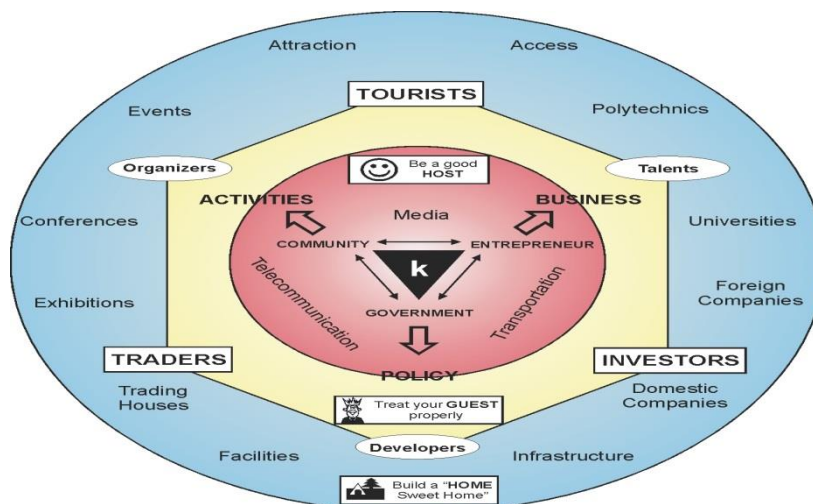 Attraction
Access
TOURISTS
Events
Polytechnics
Organizers
Be a good
HOST
Talents
ACTIVITIES
BUSINESS
Media
Conferences
Universities
COMMUNITY
ENTREPRENEUR
k
Telecommunication
Transportation
Exhibitions
Foreign
Companies
GOVERNMENT
TRADERS
INVESTORS
POLICY
Trading
Houses
Domestic
Companies
Treat your GUEST
properly
Developers
Facilities
Infrastructure
Build a "HOME
Sweet Home"